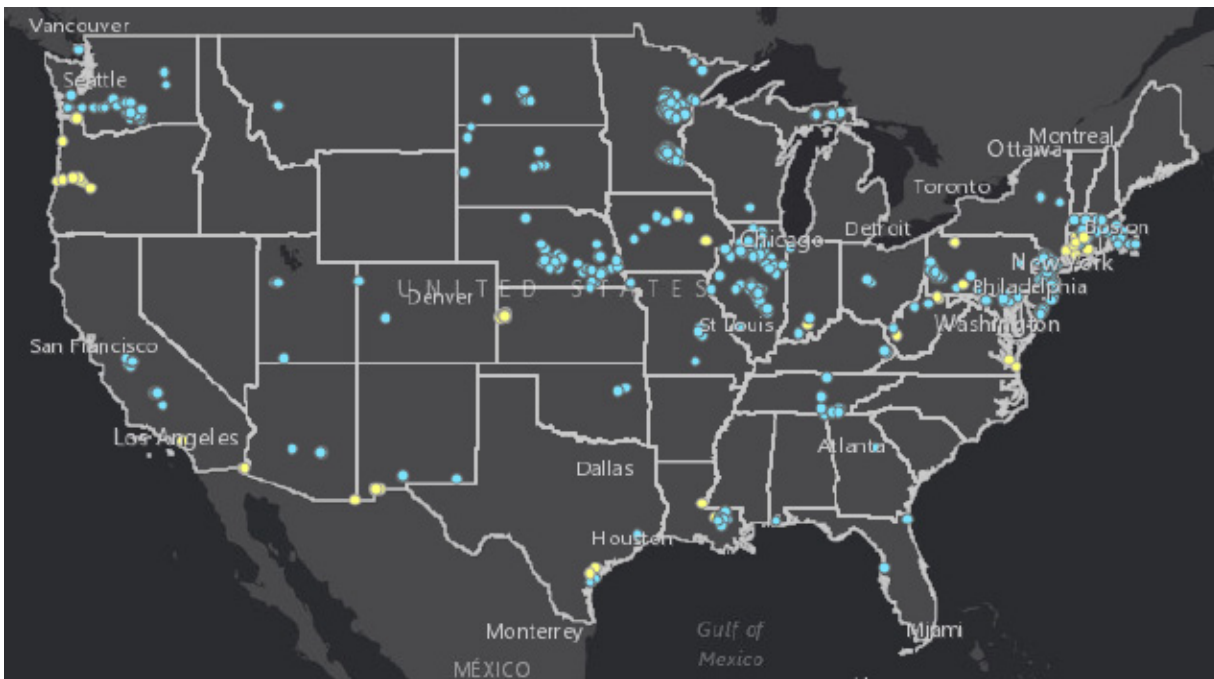 Vancouver
Seattle
Montreal
Ottawa
Toronto
Detroit
Boston
Chicago
New York
UNITED STATES
Denver
Philadelphia
St Louis
Washington
San Francisco
Los Angeles
Atlanta
Dallas
Houston
Monterrey
Gulf of
Mexico
Miami
MÉXICO